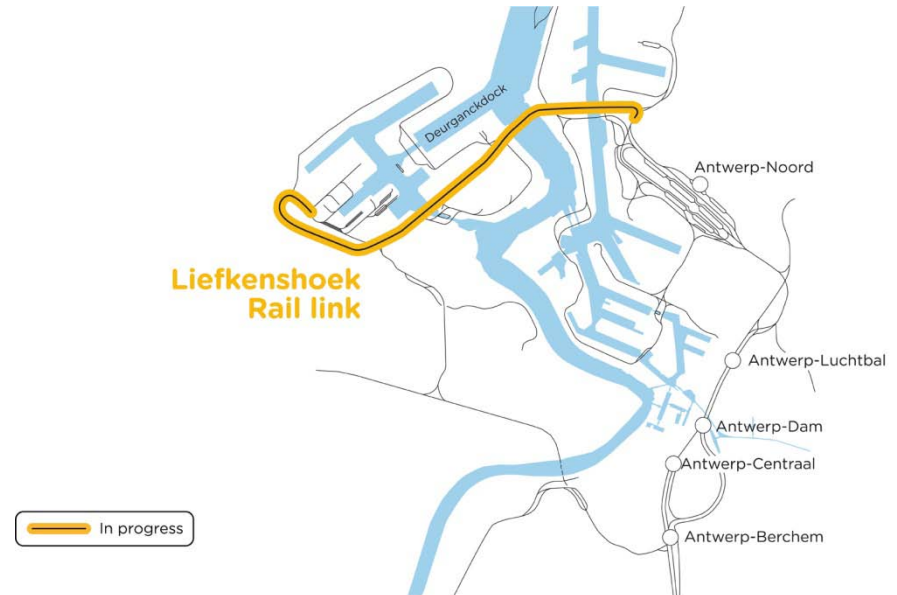 Deurganckdock
Antwerp-Noord
Liefkenshoek
Rail link
Antwerp-Luchtbal
Antwerp-Dam
Antwerp-Centraal
In progress
Antwerp-Berchem